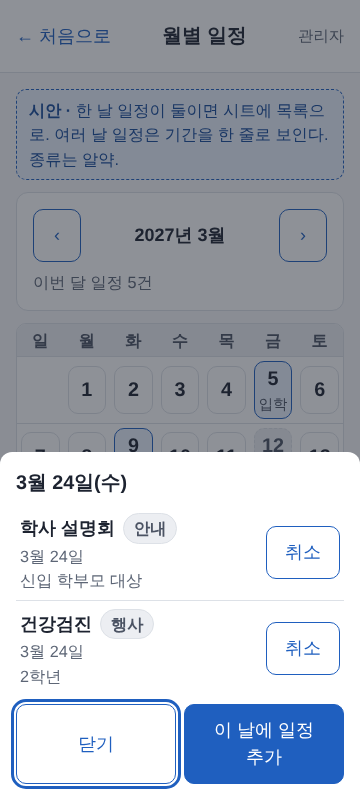 ← 처음으로 월별 일정 관리자
시안 · 한 날 일정이 둘이면 시트에 목록으
로. 여러 날 일정은 기간을 한 줄로 보인다.
종류는 알약.
‹ 2027년 3월 ›
이번 달 일정 5건
일 월 화 수 목 금 토
1 2 3 4 5 6
입학
9 12
3월 24일(수)
학사 설명회 안내
3월 24일
신입 학부모 대상
취소
건강검진 행사
3월 24일
2학년
취소
닫기
이 날에 일정
추가